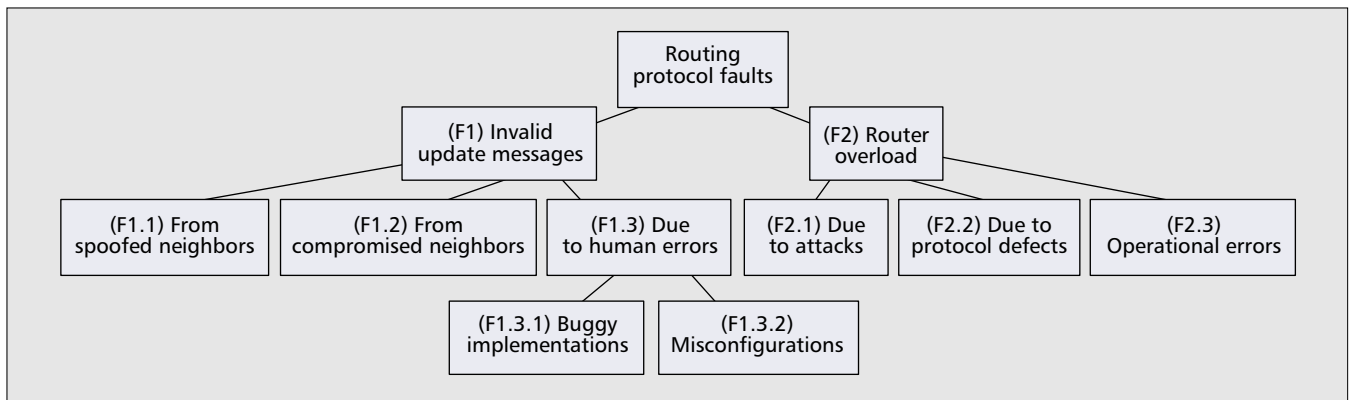 Routing
protocol faults
(F1) Invalid
update messages
(F2) Router
overload
(F1.1) From
spoofed neighbors
(F1.2) From
compromised neighbors
(F1.3) Due
to human errors
(F2.1) Due
to attacks
(F2.2) Due to
protocol defects
(F2.3)
Operational errors
(F1.3.1) Buggy
implementations
(F1.3.2)
Misconfigurations